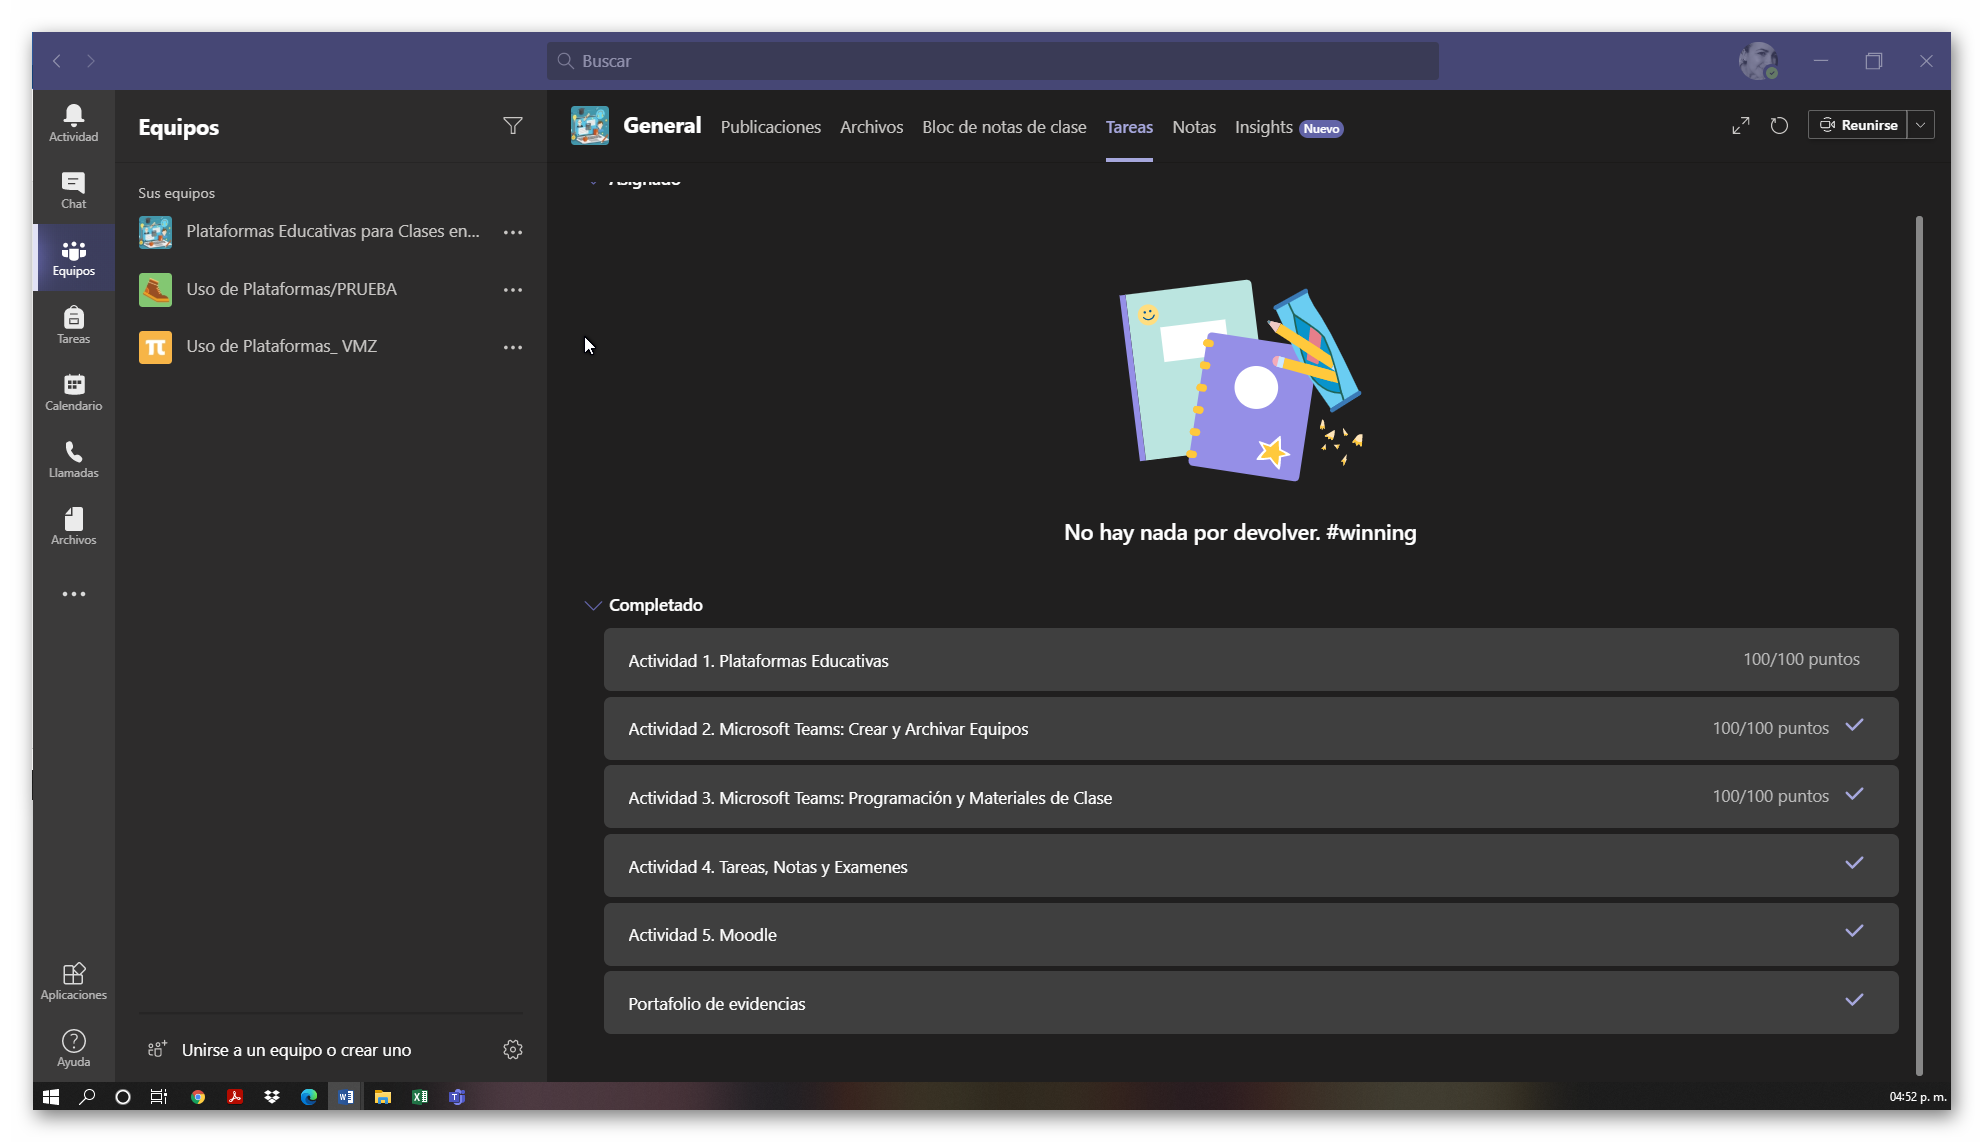 Buscar
Actividad
Chat
Equipos
Tareas
Calendario
Llamadas
Archivos
Aplicaciones
Ayuda
Equipos
Sus equipos
Plataformas Educativas para Clases en...
Uso de Plataformas/PRUEBA
π Uso de Plataformas_ VMZ
Unirse a un equipo o crear uno
General Publicaciones Archivos Bloc de notas de clase Tareas Notas Insights Nuevo Reunirse
Asignado
No hay nada por devolver. #winning
Completado
Actividad 1. Plataformas Educativas 100/100 puntos
Actividad 2. Microsoft Teams: Crear y Archivar Equipos 100/100 puntos
Actividad 3. Microsoft Teams: Programación y Materiales de Clase 100/100 puntos
Actividad 4. Tareas, Notas y Examenes
Actividad 5. Moodle
Portafolio de evidencias
04:52 p. m.